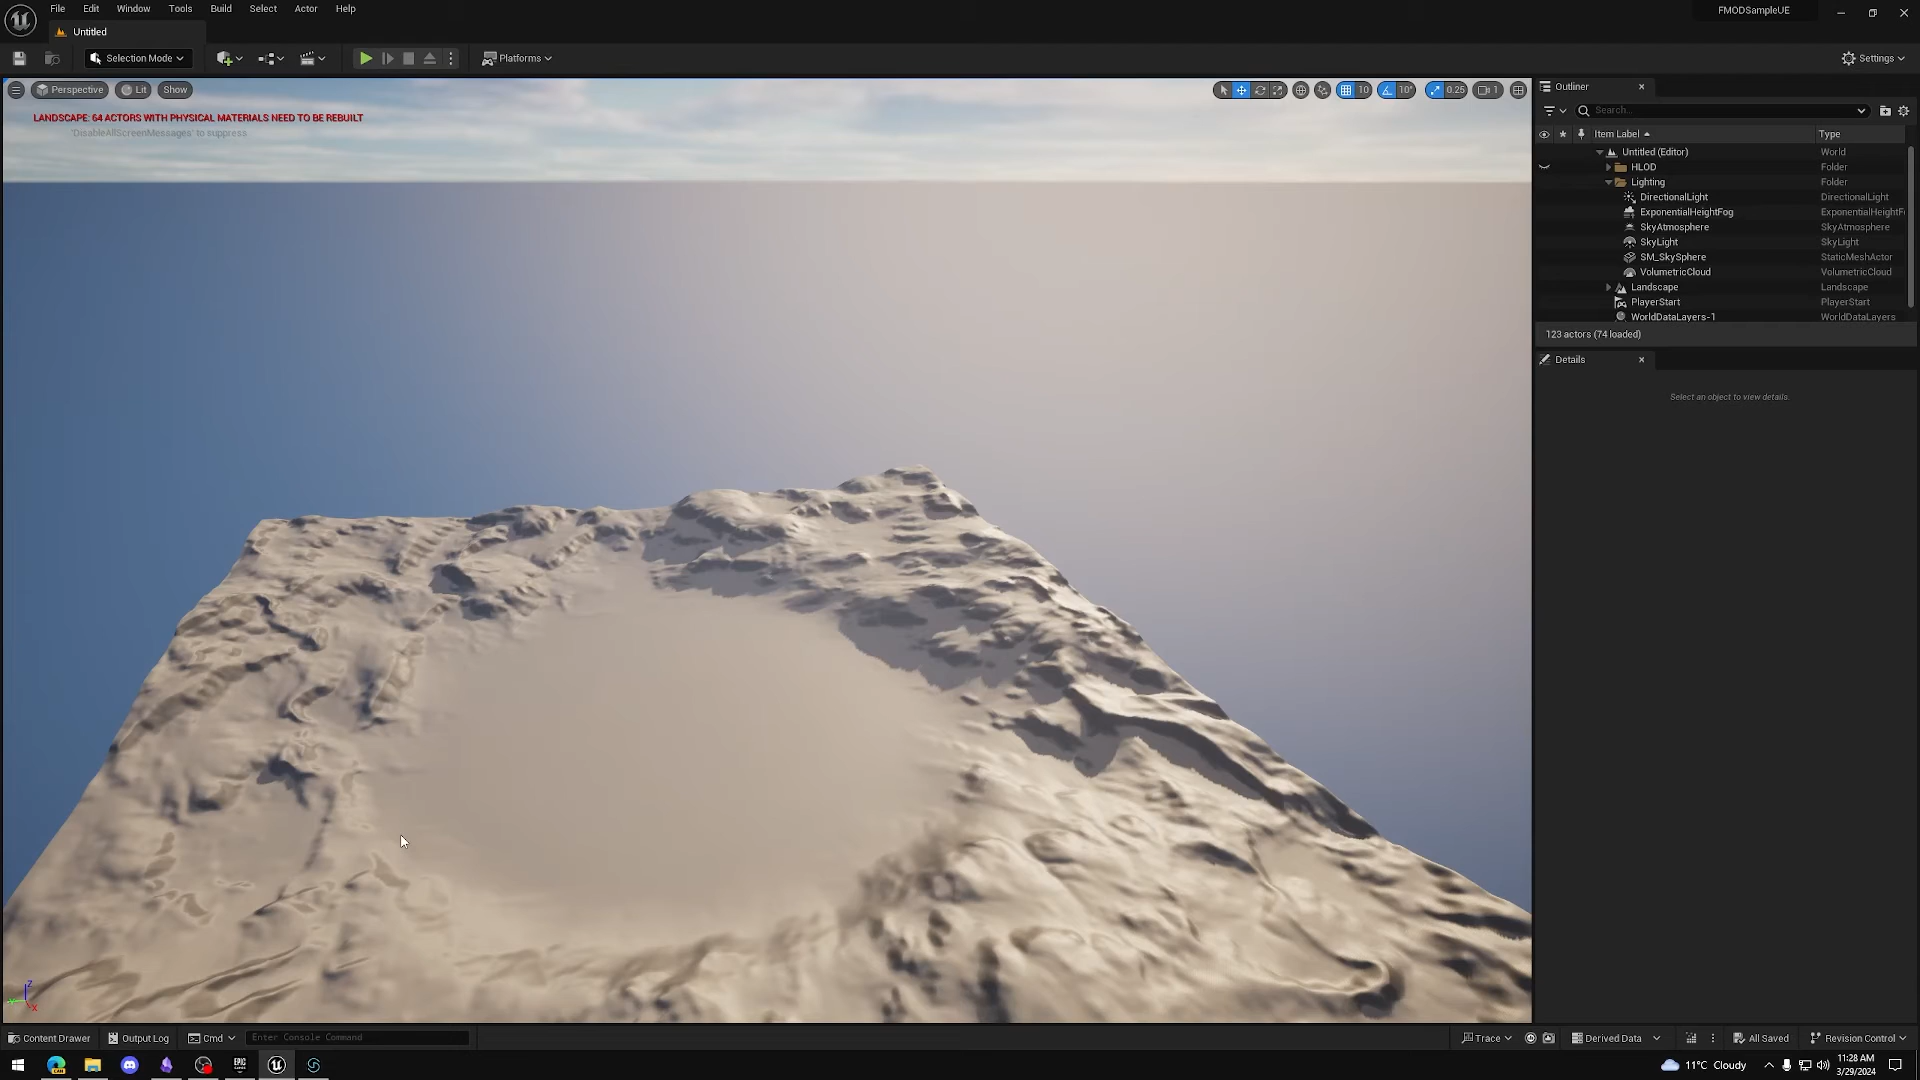 File Edit Window Tools Build Select Actor Help
FMODSampleUE
Untitled
Selection Mode
Platforms
Settings
Perspective Lit Show
10 10° 0.25 1
LANDSCAPE: 64 ACTORS WITH PHYSICAL MATERIALS NEED TO BE REBUILT
'DisableAllScreenMessages' to suppress
Outliner
Search...
Item Label Type
Untitled (Editor) World
HLOD Folder
Lighting Folder
DirectionalLight DirectionalLight
ExponentialHeightFog ExponentialHeightF
SkyAtmosphere SkyAtmosphere
SkyLight SkyLight
SM_SkySphere StaticMeshActor
VolumetricCloud VolumetricCloud
Landscape Landscape
PlayerStart PlayerStart
WorldDataLayers-1 WorldDataLayers
123 actors (74 loaded)
Details
Select an object to view details.
Z
X
Content Drawer Output Log Cmd Enter Console Command
Trace Derived Data All Saved Revision Control
11°C Cloudy
11:28 AM
3/29/2024